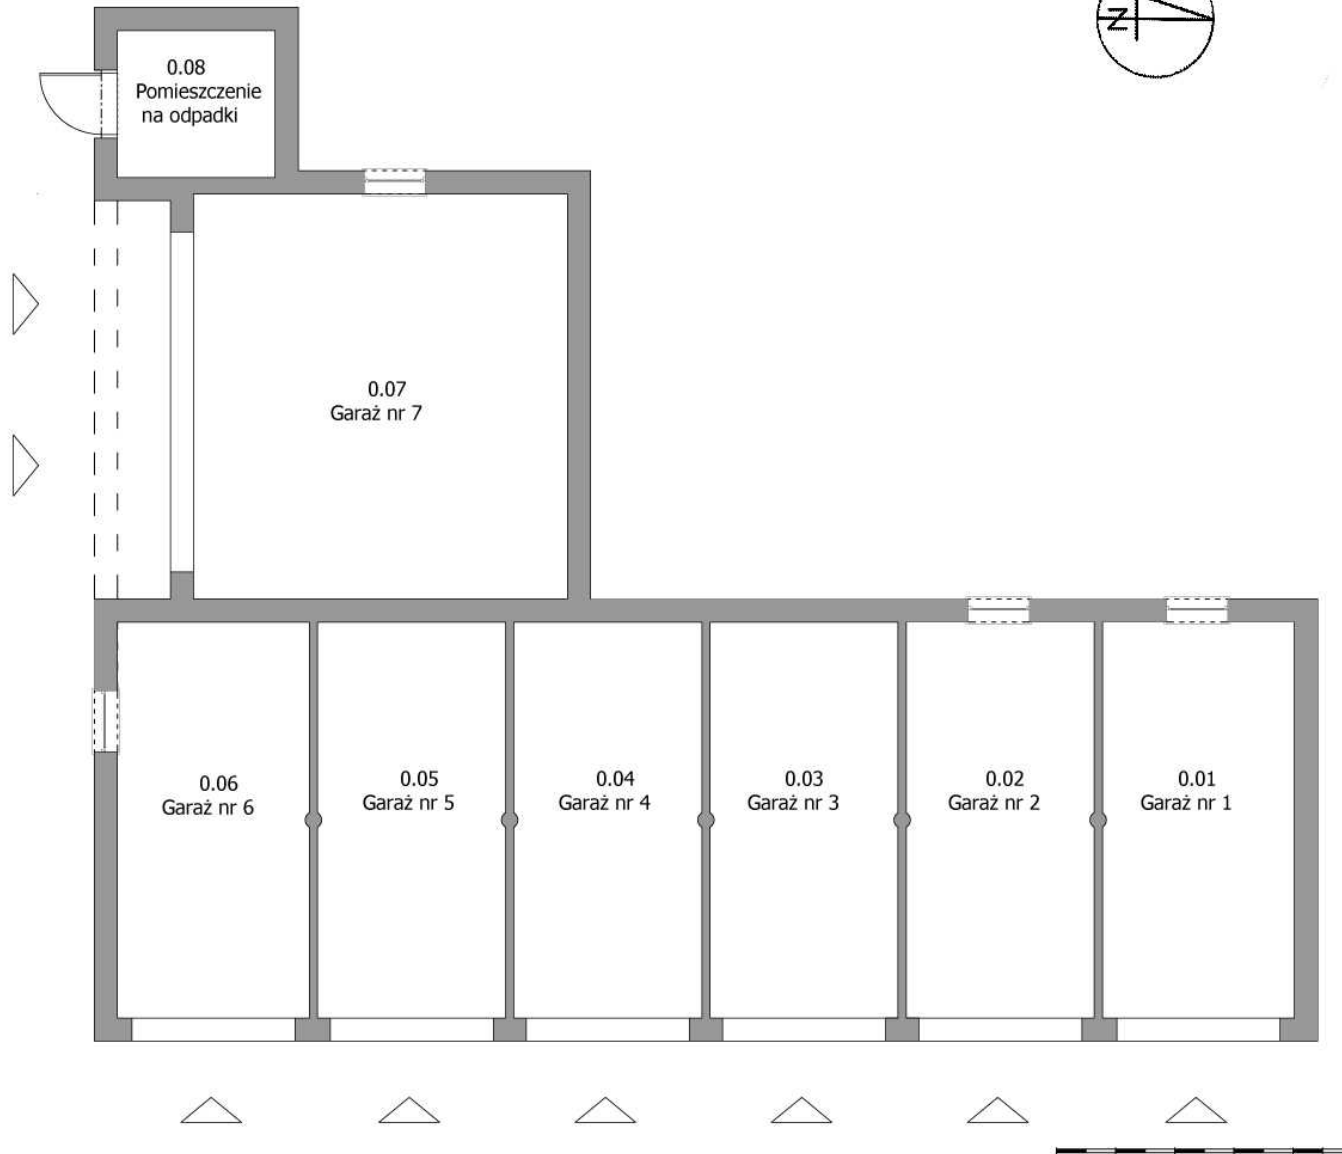 N
0.08
Pomieszczenie
na odpadki
0.07
Garaż nr 7
0.06
Garaż nr 6
0.05
Garaż nr 5
0.04
Garaż nr 4
0.03
Garaż nr 3
0.02
Garaż nr 2
0.01
Garaż nr 1